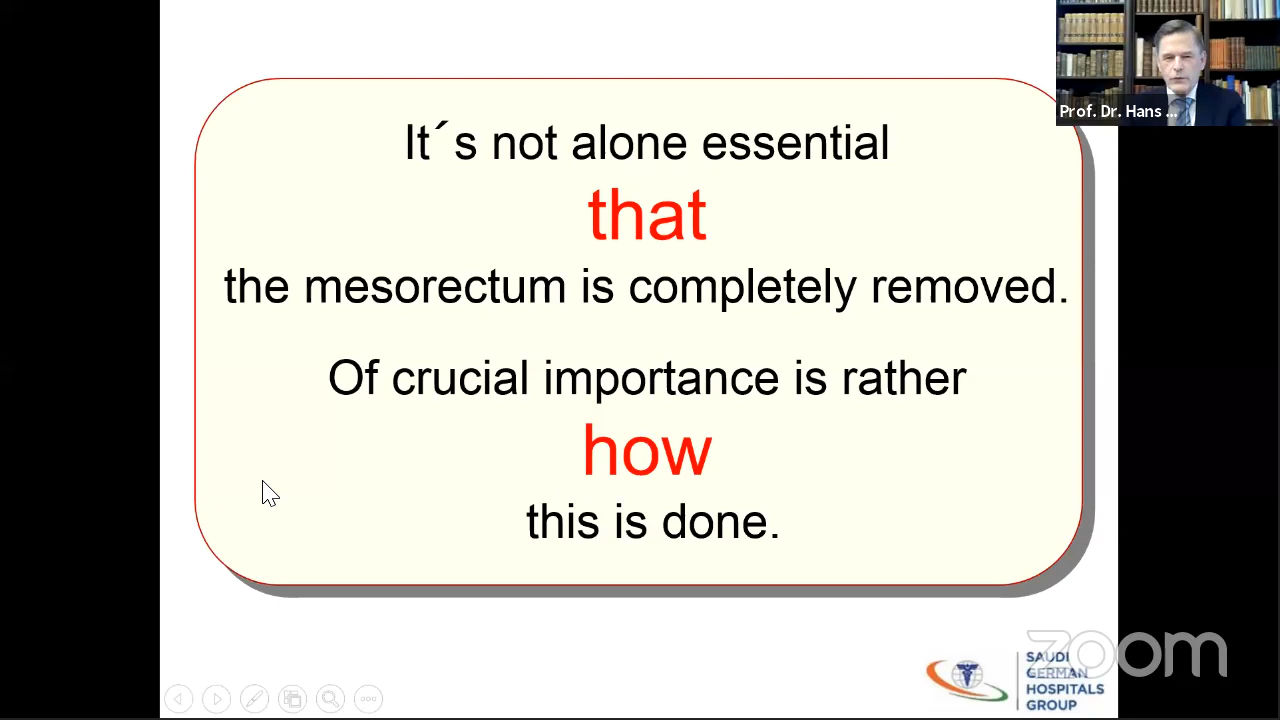 It´s not alone essential
that
the mesorectum is completely removed.
Of crucial importance is rather
how
this is done.
Prof. Dr. Hans ...
zoom
SAUDI
GERMAN
HOSPITALS
GROUP